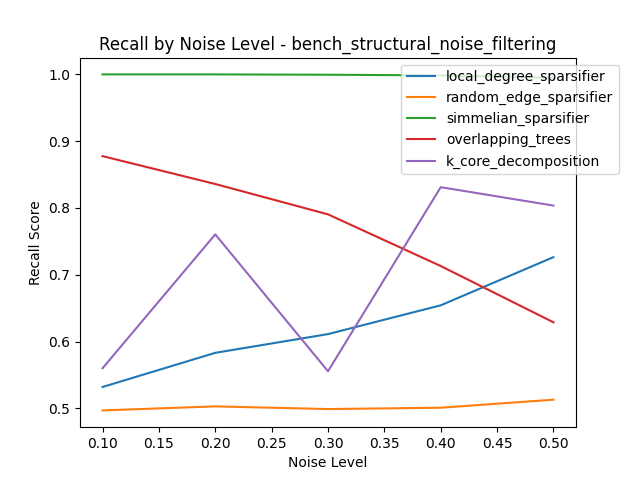 Recall by Noise Level - bench_structural_noise_filtering
1.0
0.9
0.8
0.7
0.6
0.5
Recall Score
local_degree_sparsifier
random_edge_sparsifier
simmelian_sparsifier
overlapping_trees
k_core_decomposition
0.10 0.15 0.20 0.25 0.30 0.35 0.40 0.45 0.50
Noise Level